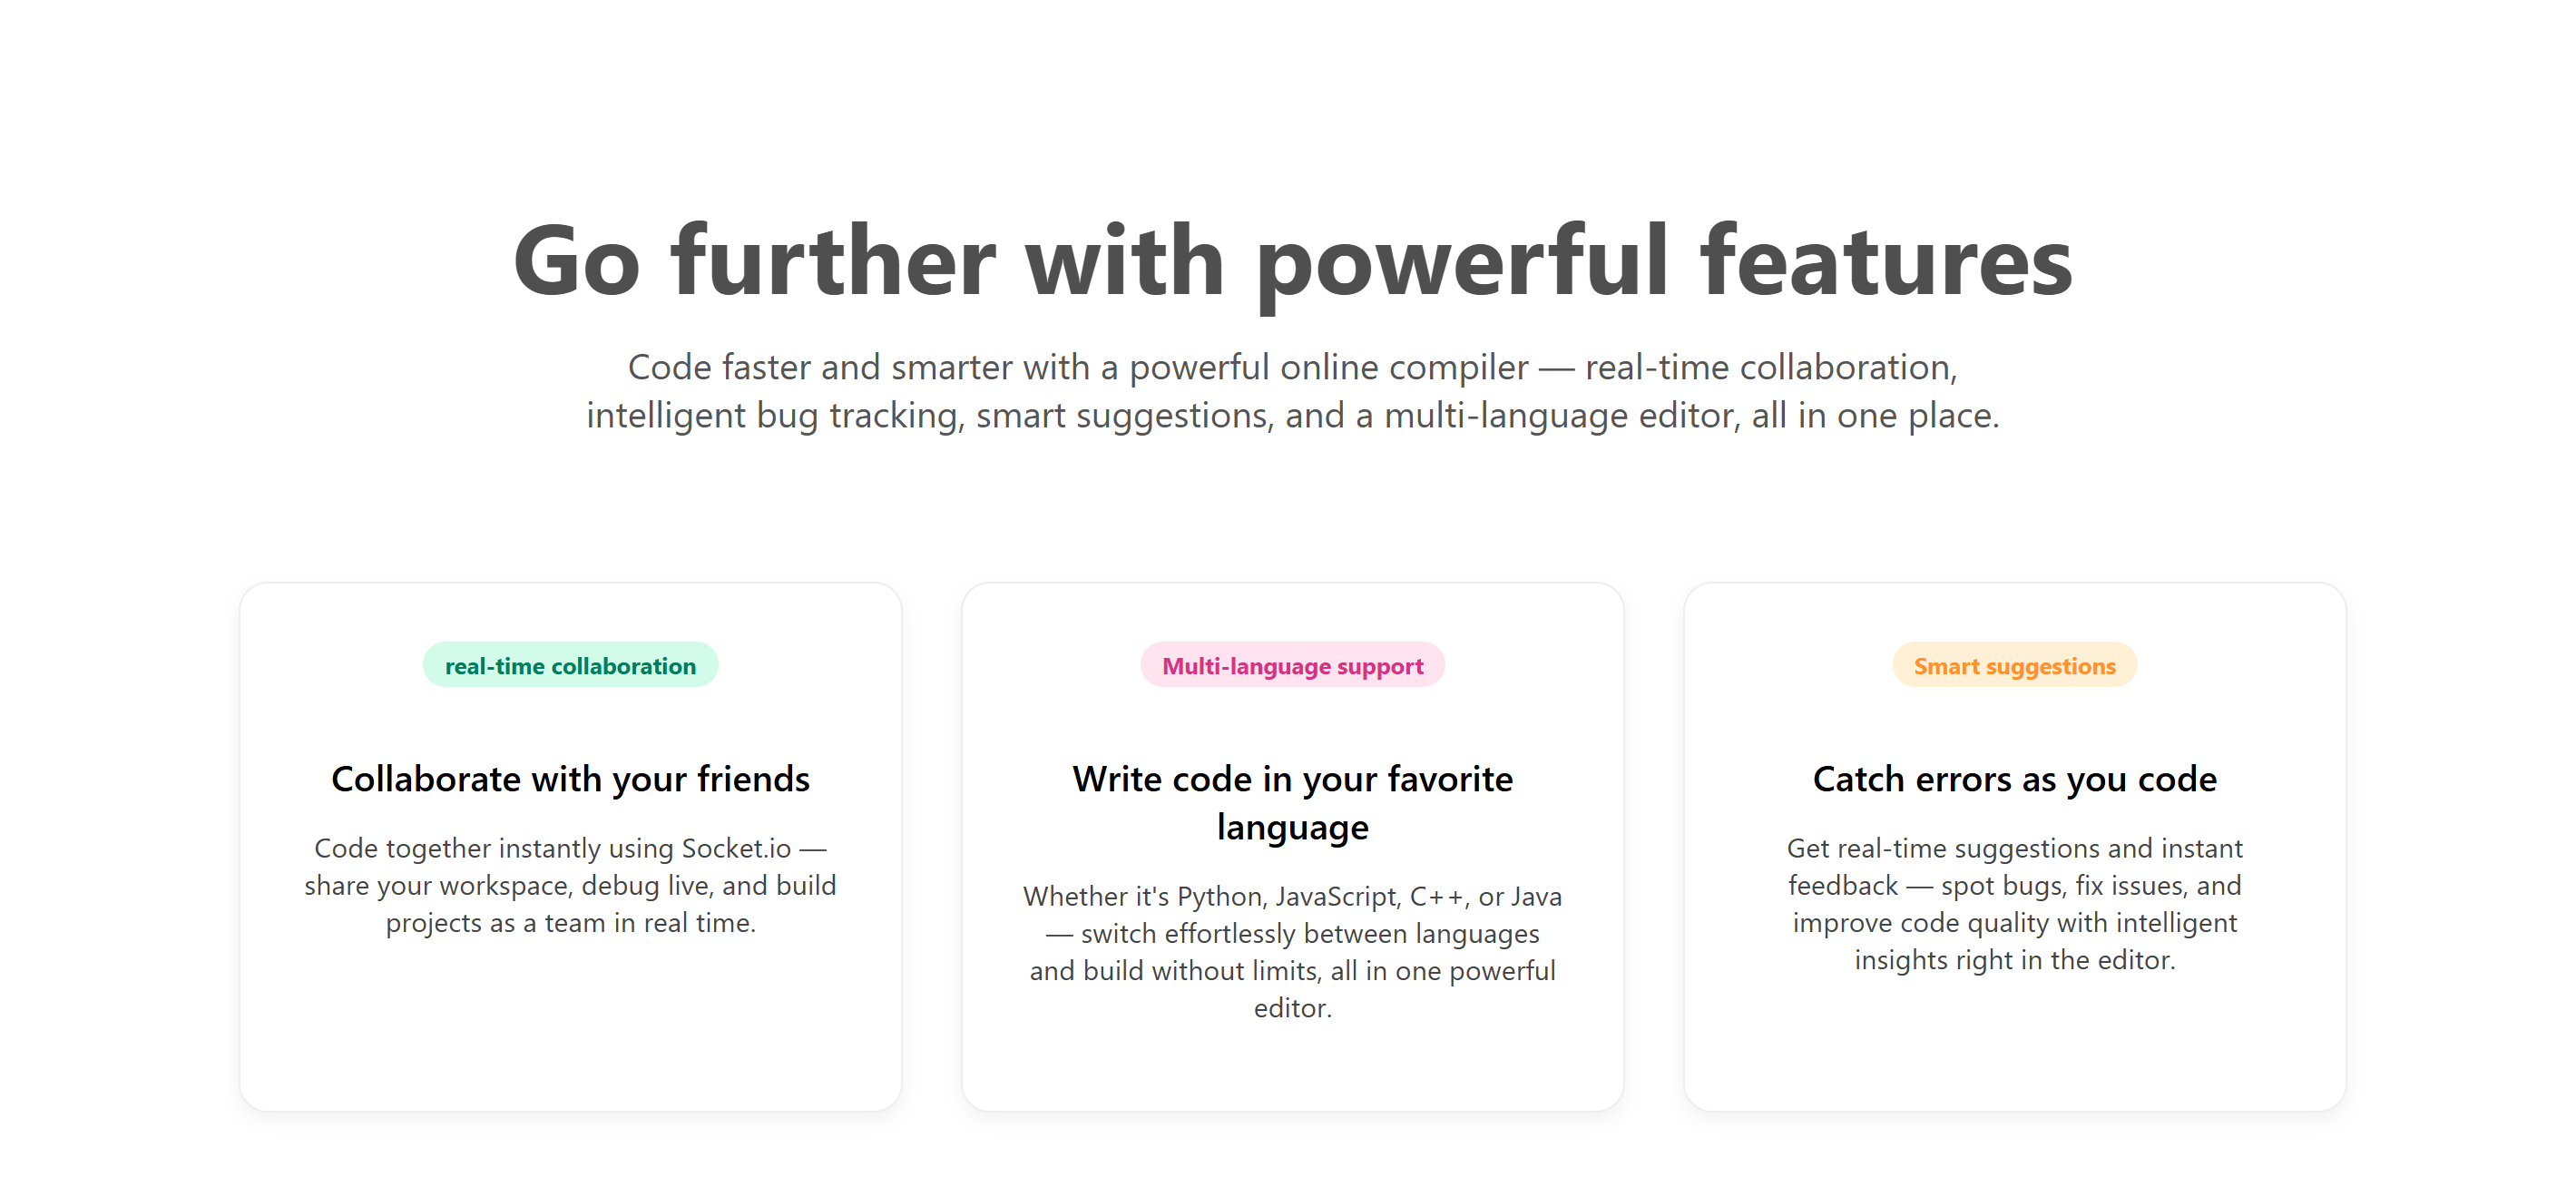 Go further with powerful features
Code faster and smarter with a powerful online compiler — real-time collaboration,
intelligent bug tracking, smart suggestions, and a multi-language editor, all in one place.
real-time collaboration
Collaborate with your friends
Code together instantly using Socket.io —
share your workspace, debug live, and build
projects as a team in real time.
Multi-language support
Write code in your favorite
language
Whether it's Python, JavaScript, C++, or Java
— switch effortlessly between languages
and build without limits, all in one powerful
editor.
Smart suggestions
Catch errors as you code
Get real-time suggestions and instant
feedback — spot bugs, fix issues, and
improve code quality with intelligent
insights right in the editor.